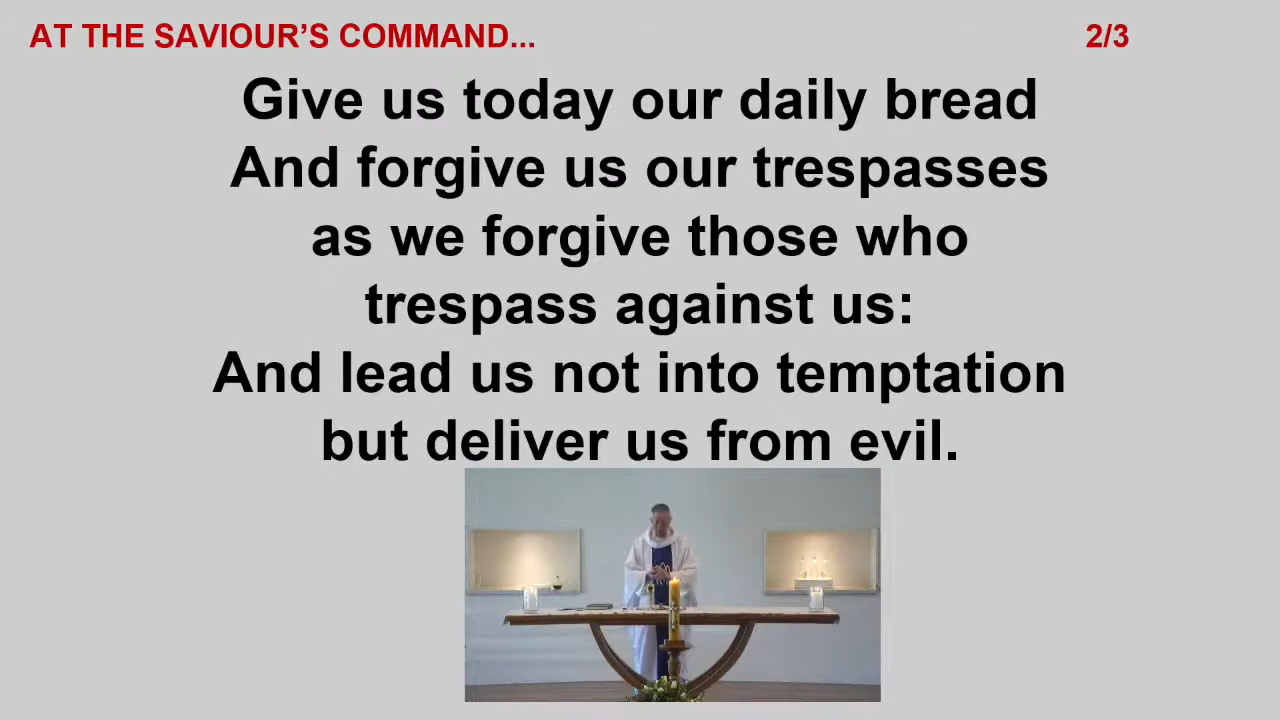 AT THE SAVIOUR’S COMMAND... 2/3
Give us today our daily bread
And forgive us our trespasses
as we forgive those who
trespass against us:
And lead us not into temptation
but deliver us from evil.